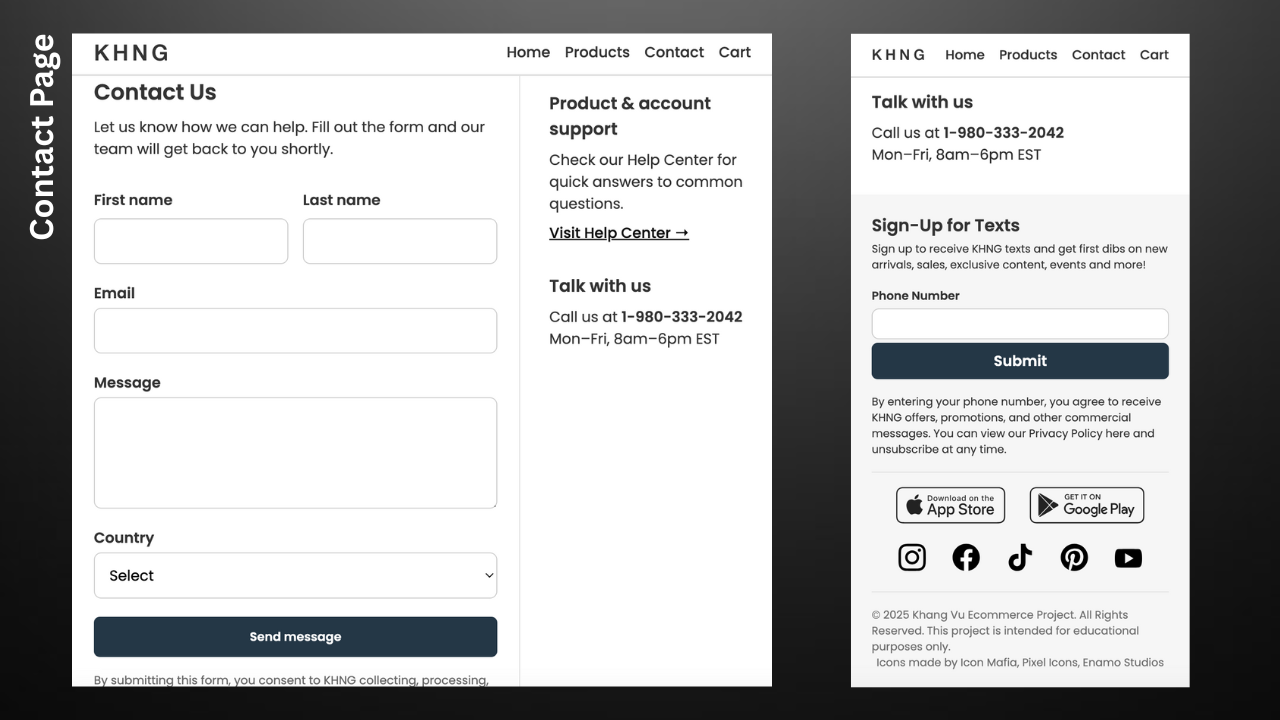 Contact Page
KHNG
Home Products Contact Cart
Contact Us
Let us know how we can help. Fill out the form and our
team will get back to you shortly.
First name Last name
Email
Message
Country
Select
Send message
By submitting this form, you consent to KHNG collecting, processing,
Product & account
support
Check our Help Center for
quick answers to common
questions.
Visit Help Center →
Talk with us
Call us at 1-980-333-2042
Mon–Fri, 8am–6pm EST
KHNG Home Products Contact Cart
Talk with us
Call us at 1-980-333-2042
Mon–Fri, 8am–6pm EST
Sign-Up for Texts
Sign up to receive KHNG texts and get first dibs on new
arrivals, sales, exclusive content, events and more!
Phone Number
Submit
By entering your phone number, you agree to receive
KHNG offers, promotions, and other commercial
messages. You can view our Privacy Policy here and
unsubscribe at any time.
Download on the
App Store
GET IT ON
Google Play
© 2025 Khang Vu Ecommerce Project. All Rights
Reserved. This project is intended for educational
purposes only.
Icons made by Icon Mafia, Pixel Icons, Enamo Studios